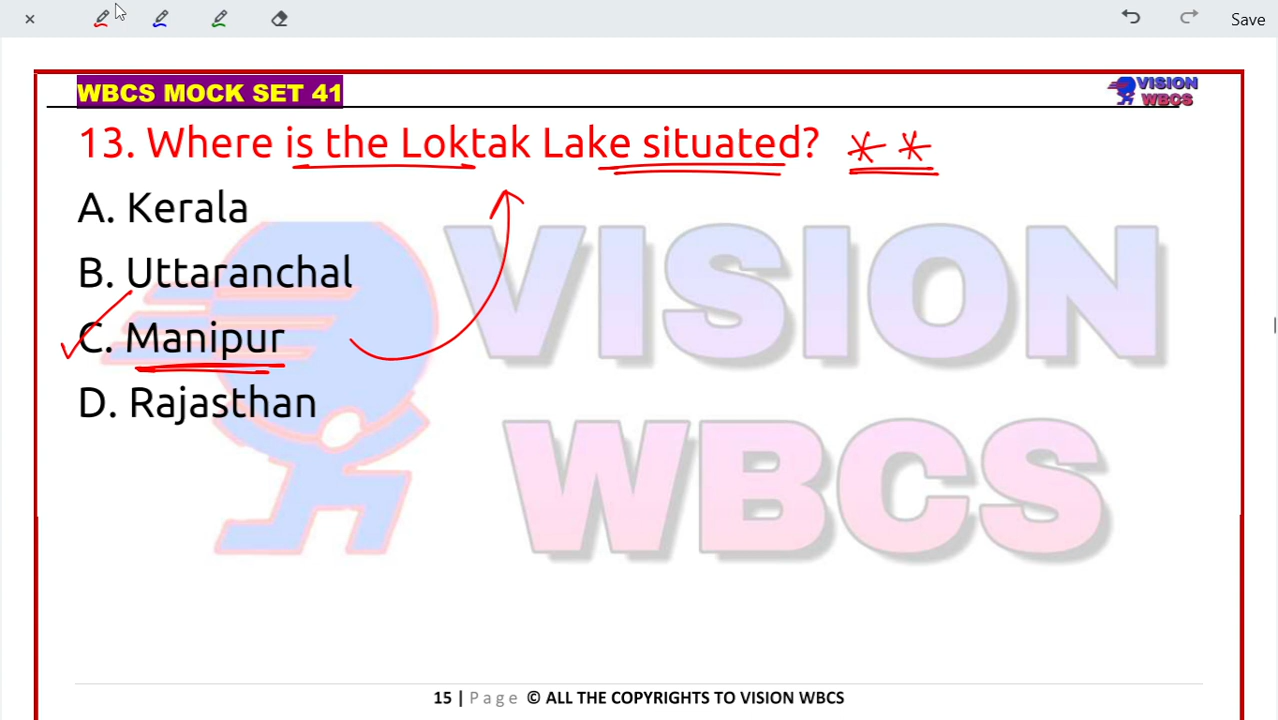 Save
WBCS MOCK SET 41
VISION
WBCS
13. Where is the Loktak Lake situated? **
A. Kerala
B. Uttaranchal
C. Manipur
D. Rajasthan
VISION
WBCS
15 | Page © ALL THE COPYRIGHTS TO VISION WBCS